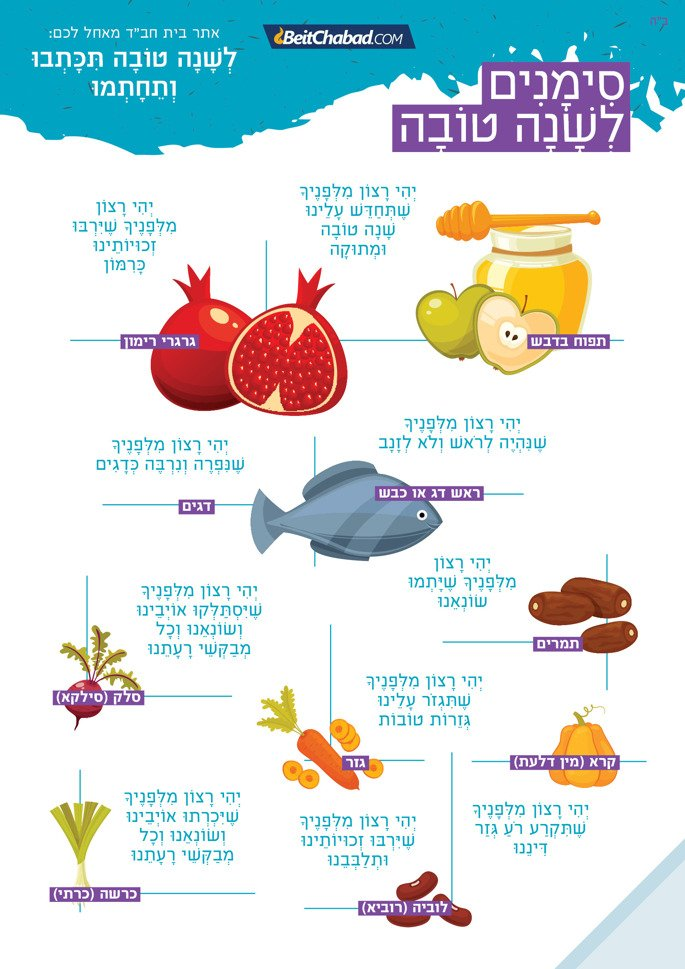 ב"ה
BeitChabad.COM
אתר בית חב"ד מאחל לכם:
לְשָׁנָה טוֹבָה תִּכָּתְבוּ
וְתֵחָתְמוּ
סִימָנִים
לְשָׁנָה טוֹבָה
יְהִי רָצוֹן מִלְּפָנֶיךָ
שֶׁתְּחַדֵּשׁ עָלֵינוּ
שָׁנָה טוֹבָה
וּמְתוּקָה
תפוח בדבש
יְהִי רָצוֹן
מִלְּפָנֶיךָ שֶׁיִּרְבּוּ
זְכוּיוֹתֵינוּ
כָּרִמּוֹן
גרגרי רימון
יְהִי רָצוֹן מִלְּפָנֶיךָ
שֶׁנִּהְיֶה לְרֹאשׁ וְלֹא לְזָנָב
ראש דג או כבש
יְהִי רָצוֹן מִלְּפָנֶיךָ
שֶׁנִּפְרֶה וְנִרְבֶּה כְּדָגִים
דגים
יְהִי רָצוֹן
מִלְּפָנֶיךָ שֶׁיִּתַּמּוּ
שׂוֹנְאֵנוּ
תמרים
יְהִי רָצוֹן מִלְּפָנֶיךָ
שֶׁיִּסְתַּלְּקוּ אוֹיְבֵינוּ
וְשׂוֹנְאֵנוּ וְכָל
מְבַקְשֵׁי רָעָתֵנוּ
סלק (סילקא)
יְהִי רָצוֹן מִלְּפָנֶיךָ
שֶׁתִּגְזֹר עָלֵינוּ
גְּזֵרוֹת טוֹבוֹת
גזר
קרא (מין דלעת)
יְהִי רָצוֹן מִלְּפָנֶיךָ
שֶׁתִּקְרַע רֹעַ גְּזַר
דִּינֵנוּ
יְהִי רָצוֹן מִלְּפָנֶיךָ
שֶׁיִּרְבּוּ זְכוּיוֹתֵינוּ
וּתְלַבְּבֵנוּ
לוביה (רוביא)
יְהִי רָצוֹן מִלְּפָנֶיךָ
שֶׁיִּכָּרְתוּ אוֹיְבֵינוּ
וְשׂוֹנְאֵנוּ וְכָל
מְבַקְשֵׁי רָעָתֵנוּ
כרשה (כרתי)